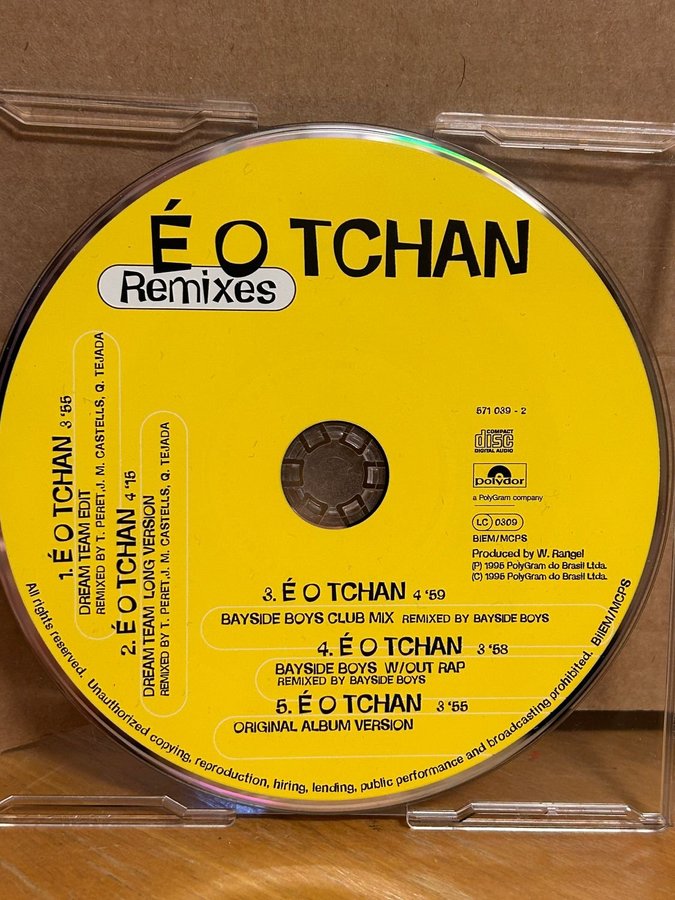 É O TCHAN
Remixes
1. É O TCHAN 3 '55
DREAM TEAM EDIT
REMIXED BY T. PERET, J. M. CASTELLS, Q. TEJADA
2. É O TCHAN 4 '15
DREAM TEAM LONG VERSION
REMIXED BY T. PERET, J. M. CASTELLS, Q. TEJADA
571 039 - 2
COMPACT
disc
DIGITAL AUDIO
polydor
a PolyGram company
LC 0309
BIEM/MCPS
Produced by W. Rangel
(P) 1995 PolyGram do Brasil Ltda.
(C) 1995 PolyGram do Brasil Ltda.
3. É O TCHAN 4 '59
BAYSIDE BOYS CLUB MIX REMIXED BY BAYSIDE BOYS
4. É O TCHAN 3 '58
BAYSIDE BOYS W/OUT RAP
REMIXED BY BAYSIDE BOYS
5. É O TCHAN 3 '55
ORIGINAL ALBUM VERSION
All rights reserved. Unauthorized copying, reproduction, hiring, lending, public performance and broadcasting prohibited. BIEM/MCPS